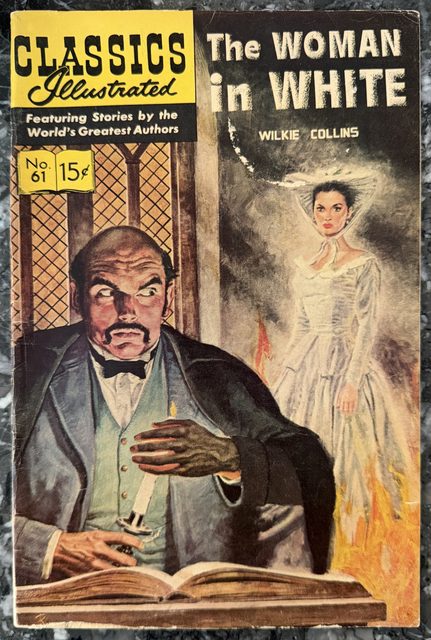 CLASSICS
Illustrated
Featuring Stories by the
World's Greatest Authors
No.
61
15¢
The WOMAN
in WHITE
WILKIE COLLINS